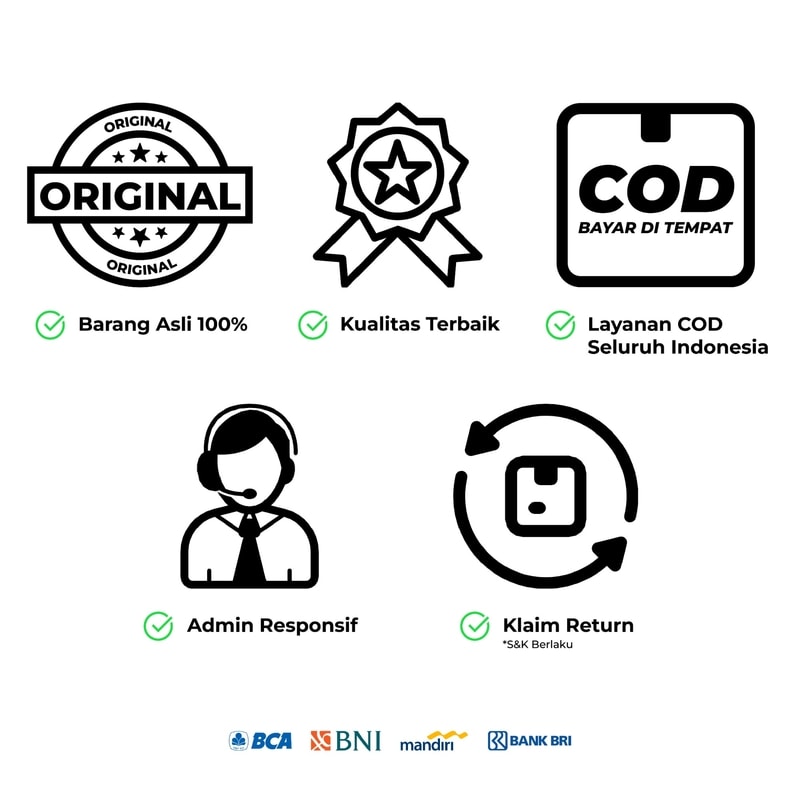 ORIGINAL
ORIGINAL
ORIGINAL
COD
BAYAR DI TEMPAT
Barang Asli 100%
Kualitas Terbaik
Layanan COD
Seluruh Indonesia
Admin Responsif
Klaim Return
*S&K Berlaku
BCA
BNI
mandiri
BANK BRI